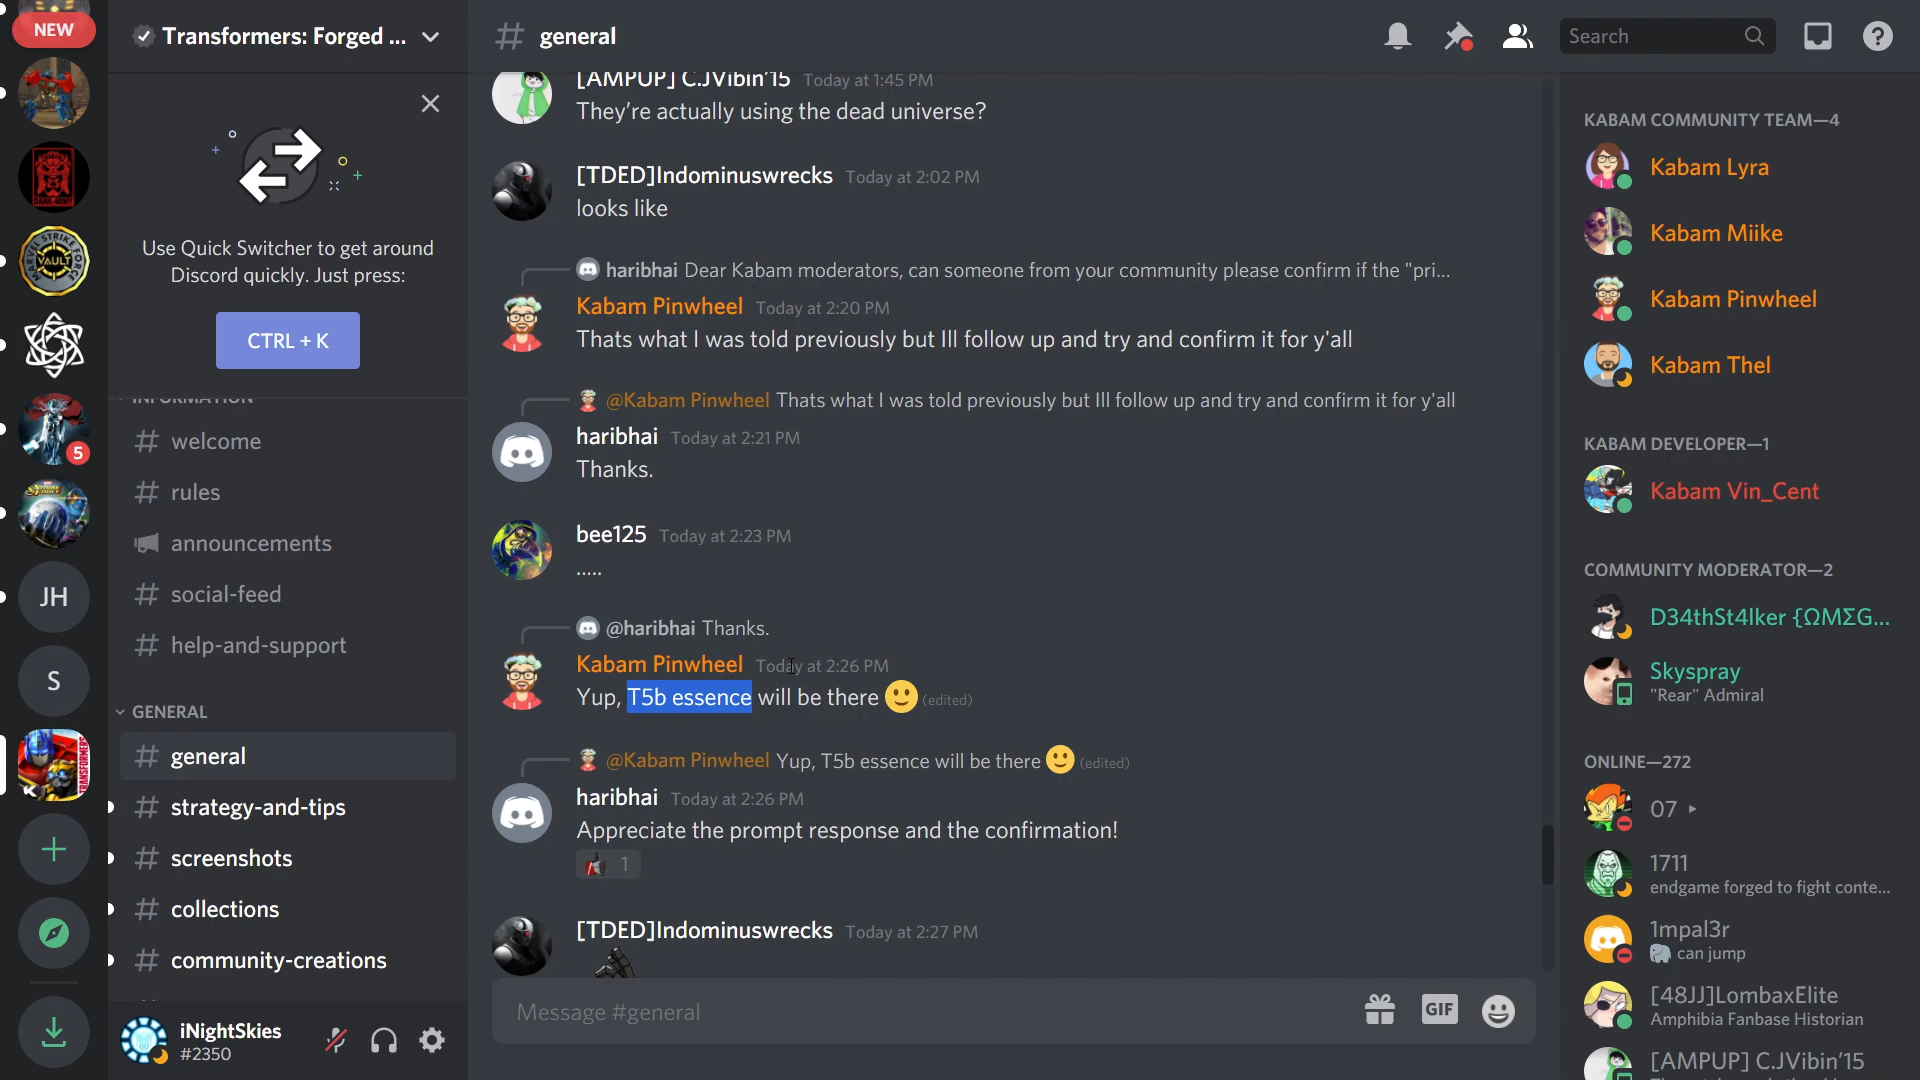 NEW
5
JH
S
Transformers: Forged ...
Use Quick Switcher to get around
Discord quickly. Just press:
CTRL + K
INFORMATION
welcome
rules
announcements
social-feed
help-and-support
GENERAL
general
strategy-and-tips
screenshots
collections
community-creations
iNightSkies
#2350
# general
Search
[AMPUP] C.JVibin'15 Today at 1:45 PM
They're actually using the dead universe?
[TDED]Indominuswrecks Today at 2:02 PM
looks like
haribhai Dear Kabam moderators, can someone from your community please confirm if the "pri...
Kabam Pinwheel Today at 2:20 PM
Thats what I was told previously but Ill follow up and try and confirm it for y'all
@Kabam Pinwheel Thats what I was told previously but Ill follow up and try and confirm it for y'all
haribhai Today at 2:21 PM
Thanks.
bee125 Today at 2:23 PM
.....
@haribhai Thanks.
Kabam Pinwheel Today at 2:26 PM
Yup, T5b essence will be there 🙂 (edited)
@Kabam Pinwheel Yup, T5b essence will be there 🙂 (edited)
haribhai Today at 2:26 PM
Appreciate the prompt response and the confirmation!
1
[TDED]Indominuswrecks Today at 2:27 PM
Message #general
GIF
KABAM COMMUNITY TEAM—4
Kabam Lyra
Kabam Miike
Kabam Pinwheel
Kabam Thel
KABAM DEVELOPER—1
Kabam Vin_Cent
COMMUNITY MODERATOR—2
D34thSt4lker {ΩMΣG...
Skyspray
"Rear" Admiral
ONLINE—272
07
1711
endgame forged to fight conte...
1mpal3r
🐘 can jump
[48JJ]LombaxElite
Amphibia Fanbase Historian
[AMPUP] C.JVibin'15